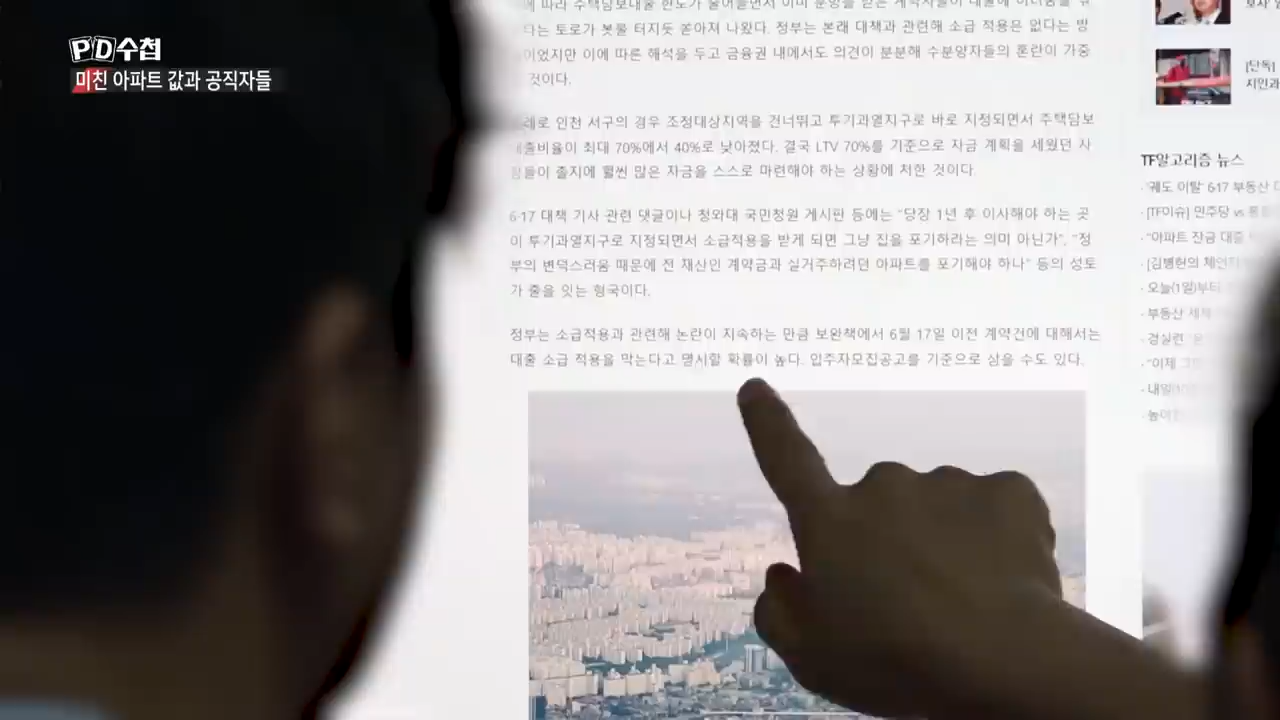 PD수첩
미친 아파트 값과 공직자들
다는 토로가 봇물 터지듯 쏟아져 나왔다. 정부는 본래 대책과 관련해 소급 적용은 없다는 방
이었지만 이에 따른 해석을 두고 금융권 내에서도 의견이 분분해 수분양자들의 혼란이 가중
것이다.
례로 인천 서구의 경우 조정대상지역을 건너뛰고 투기과열지구로 바로 지정되면서 주택담보
대출비율이 최대 70%에서 40%로 낮아졌다. 결국 LTV 70%를 기준으로 자금 계획을 세웠던 사
람들이 졸지에 훨씬 많은 자금을 스스로 마련해야 하는 상황에 처한 것이다.
6·17 대책 기사 관련 댓글이나 청와대 국민청원 게시판 등에는 "당장 1년 후 이사해야 하는 곳
이 투기과열지구로 지정되면서 소급적용을 받게 되면 그냥 집을 포기하라는 의미 아닌가", "정
부의 변덕스러움 때문에 전 재산인 계약금과 실거주하려던 아파트를 포기해야 하나" 등의 성토
가 줄을 잇는 형국이다.
정부는 소급적용과 관련해 논란이 지속하는 만큼 보완책에서 6월 17일 이전 계약건에 대해서는
대출 소급 적용을 막는다고 명시할 확률이 높다. 입주자모집공고를 기준으로 삼을 수도 있다.
[단독]
지인과
TF알고리즘 뉴스
· '궤도 이탈' 6·17 부동산
· [TF이슈] 민주당 vs
· "아파트 잔금 대출
· [김병헌의 체인지
· 오늘(1일)부터
· 부동산
· 경실련
· "이제
· 내일